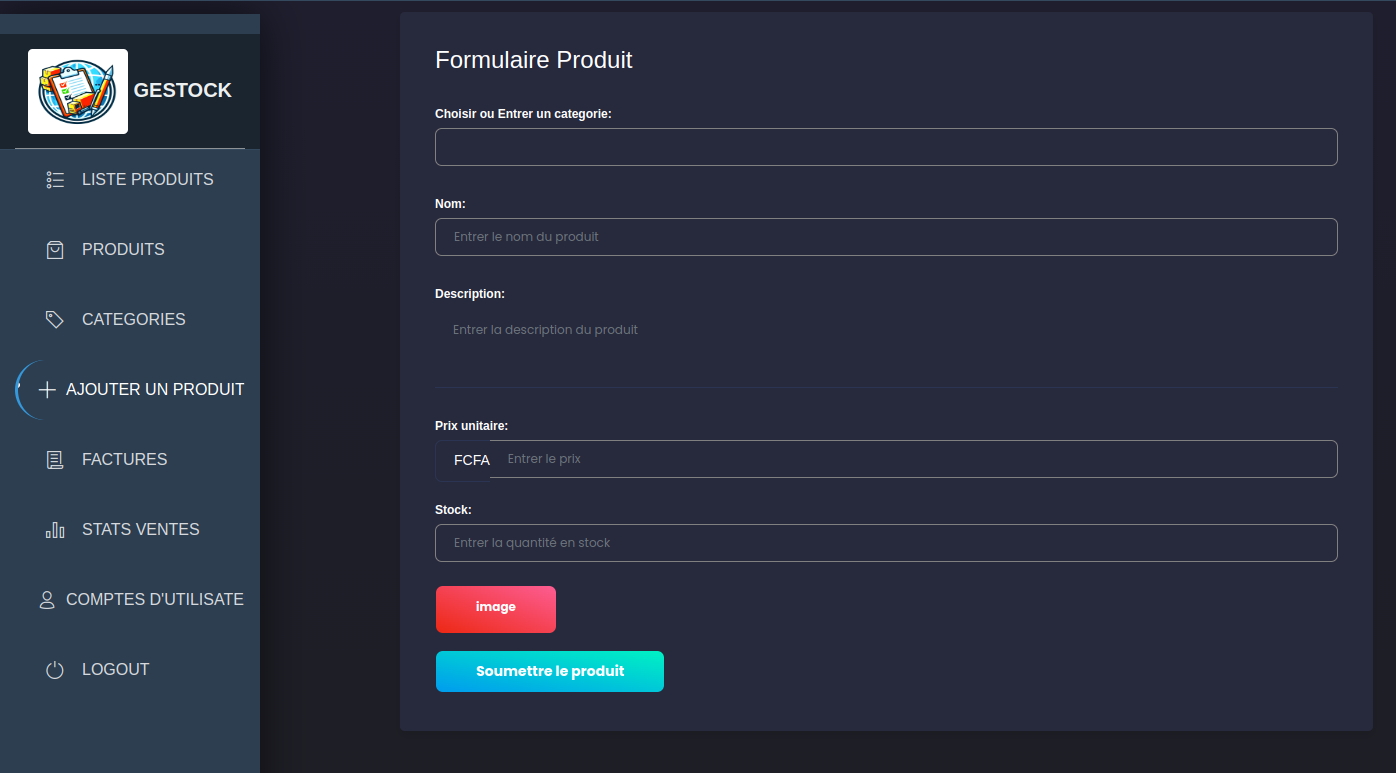 GESTOCK
LISTE PRODUITS
PRODUITS
CATEGORIES
AJOUTER UN PRODUIT
FACTURES
STATS VENTES
COMPTES D'UTILISATE
LOGOUT
Formulaire Produit
Choisir ou Entrer un categorie:
Nom:
Entrer le nom du produit
Description:
Entrer la description du produit
Prix unitaire:
FCFA Entrer le prix
Stock:
Entrer la quantité en stock
image
Soumettre le produit